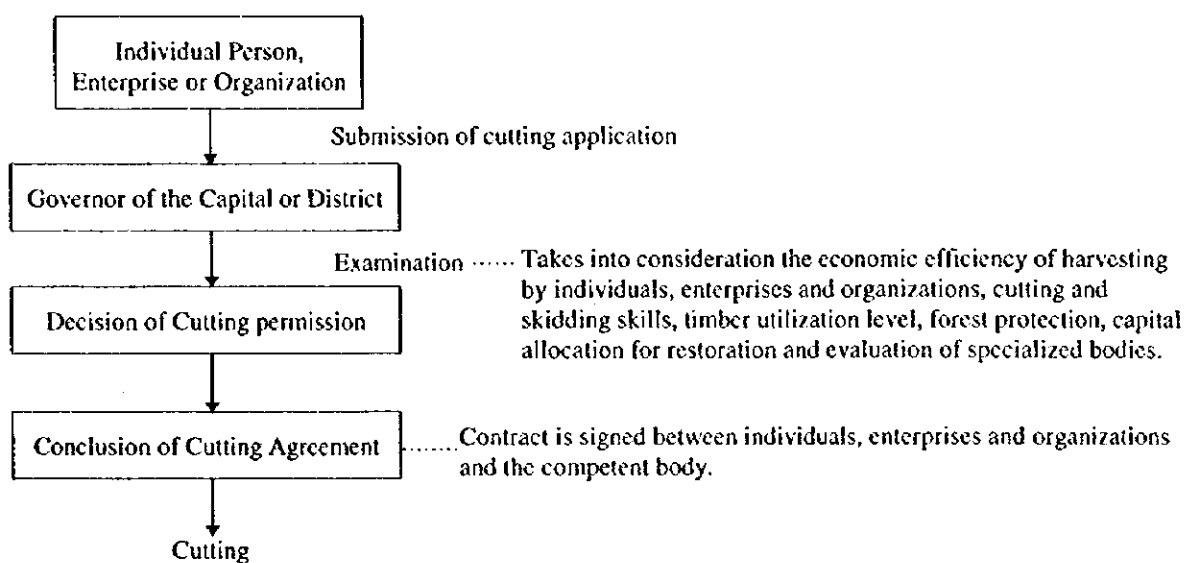 Individual Person,
Enterprise or Organization
Submission of cutting application
Governor of the Capital or District
Examination ...... Takes into consideration the economic efficiency of harvesting
by individuals, enterprises and organizations, cutting and
skidding skills, timber utilization level, forest protection, capital
allocation for restoration and evaluation of specialized bodies.
Decision of Cutting permission
Conclusion of Cutting Agreement ....... Contract is signed between individuals, enterprises and organizations
and the competent body.
Cutting